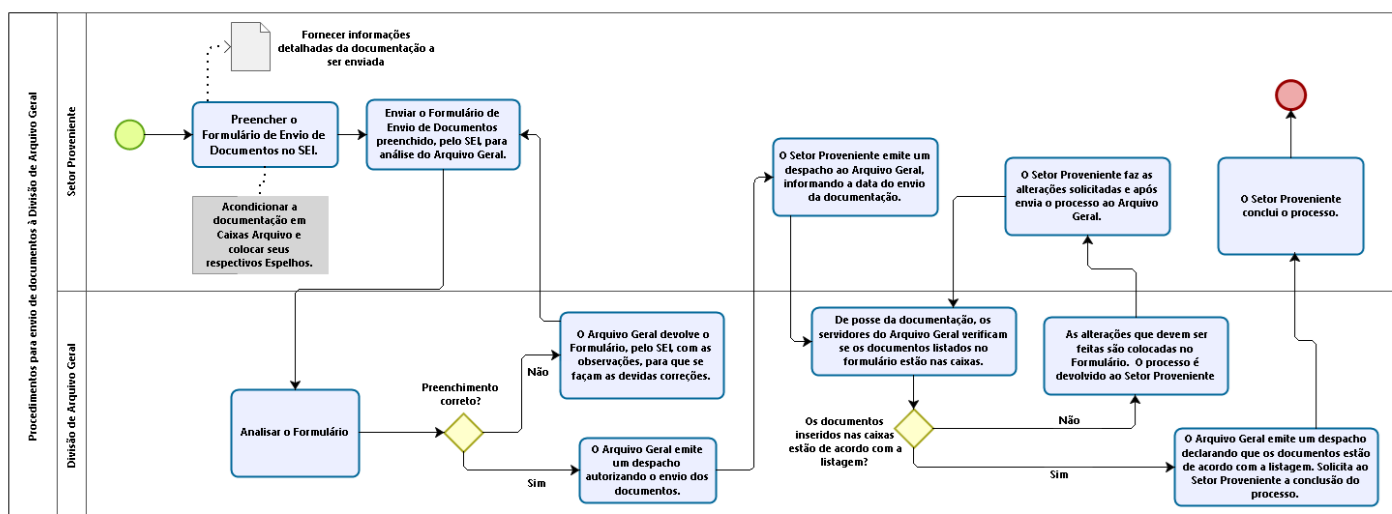 Procedimentos para envio de documentos à Divisão de Arquivo Geral
Setor Proveniente
Fornecer informações
detalhadas da documentação a
ser enviada
Preencher o
Formulário de Envio de
Documentos no SEI.
Enviar o Formulário de
Envio de Documentos
preenchido, pelo SEI, para
análise do Arquivo Geral.
Acondicionar a
documentação em
Caixas Arquivo e
colocar seus
respectivos Espelhos.
O Setor Proveniente emite um
despacho ao Arquivo Geral,
informando a data do envio
da documentação.
O Setor Proveniente faz as
alterações solicitadas e após
envia o processo ao Arquivo
Geral.
O Setor Proveniente
conclui o processo.
Divisão de Arquivo Geral
Analisar o Formulário
Preenchimento
correto?
Não
O Arquivo Geral devolve o
Formulário, pelo SEI, com as
observações, para que se
façam as devidas correções.
Sim
O Arquivo Geral emite
um despacho
autorizando o envio dos
documentos.
De posse da documentação, os
servidores do Arquivo Geral verificam
se os documentos listados no
formulário estão nas caixas.
Os documentos
inseridos nas caixas
estão de acordo com a
listagem?
Não
As alterações que devem ser
feitas são colocadas no
Formulário. O processo é
devolvido ao Setor Proveniente
Sim
O Arquivo Geral emite um despacho
declarando que os documentos estão
de acordo com a listagem. Solicita ao
Setor Proveniente a conclusão do
processo.